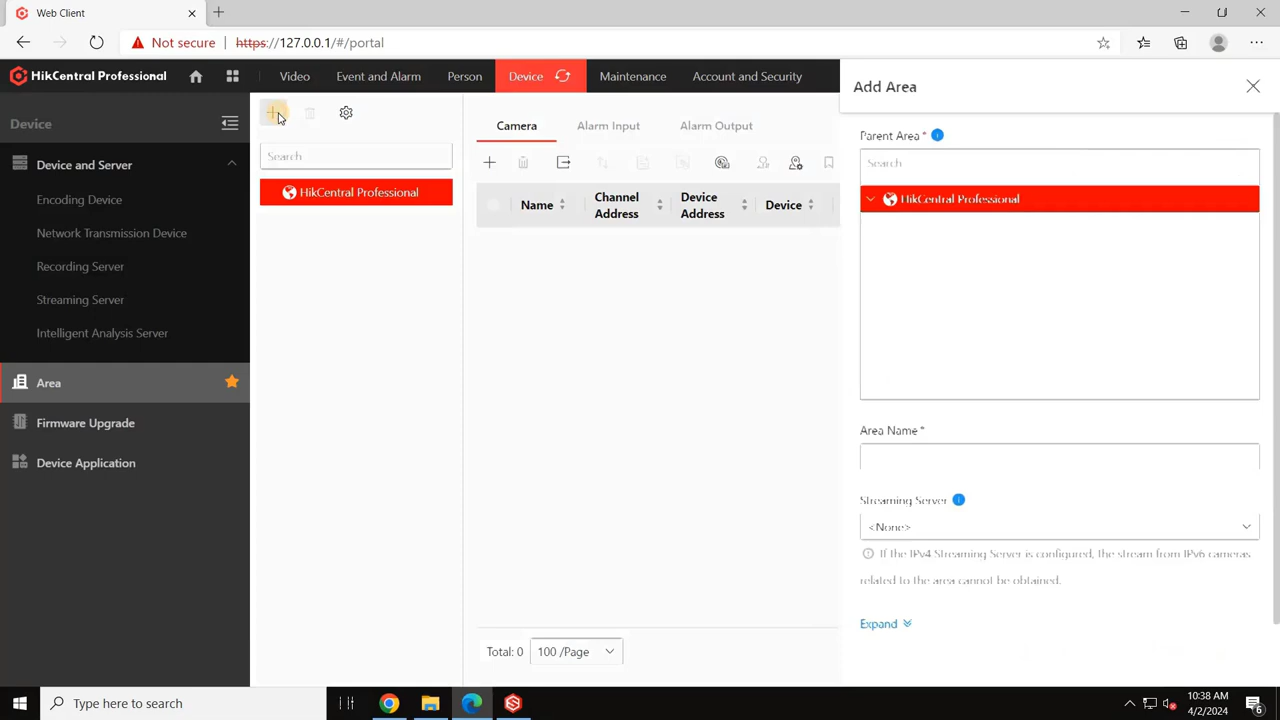 Web Client
Not secure https://127.0.0.1/#/portal
HikCentral Professional Video Event and Alarm Person Device Maintenance Account and Security
Device
Device and Server
Encoding Device
Network Transmission Device
Recording Server
Streaming Server
Intelligent Analysis Server
Area
Firmware Upgrade
Device Application
Search
HikCentral Professional
Camera Alarm Input Alarm Output
Name Channel Address Device Address Device
Total: 0 100 /Page
Add Area
Parent Area *
Search
HikCentral Professional
Area Name *
Streaming Server
<None>
If the IPv4 Streaming Server is configured, the stream from IPv6 cameras
related to the area cannot be obtained.
Expand
Type here to search
10:38 AM
4/2/2024
6